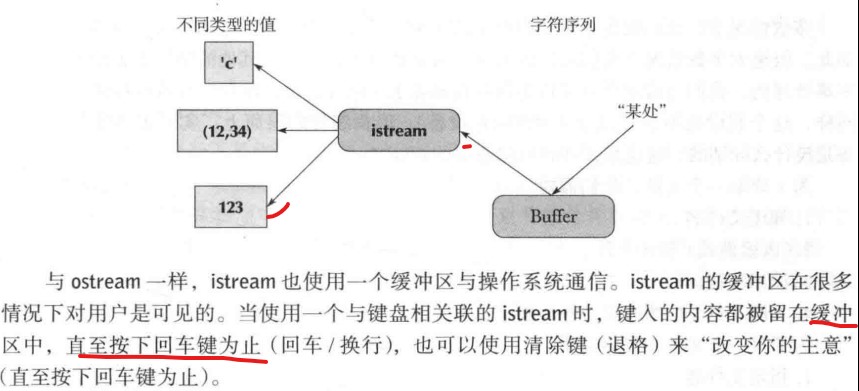 不同类型的值
字符序列
'c'
(12,34)
istream
“某处”
123
Buffer
与 ostream 一样，istream 也使用一个缓冲区与操作系统通信。istream 的缓冲区在很多
情况下对用户是可见的。当使用一个与键盘相关联的 istream 时，键入的内容都被留在缓冲
区中，直至按下回车键为止（回车 / 换行），也可以使用清除键（退格）来“改变你的主意”
（直至按下回车键为止）。